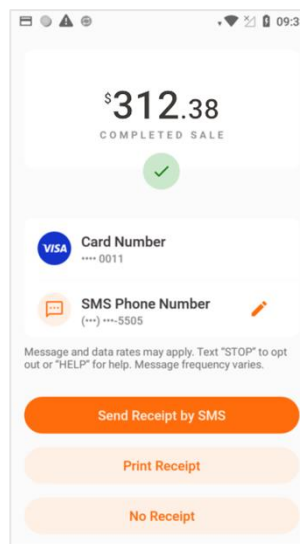 09:3
$312.38
COMPLETED SALE
VISA
Card Number
•••• 0011
SMS Phone Number
(•••) •••-5505
Message and data rates may apply. Text "STOP" to opt
out or "HELP" for help. Message frequency varies.
Send Receipt by SMS
Print Receipt
No Receipt